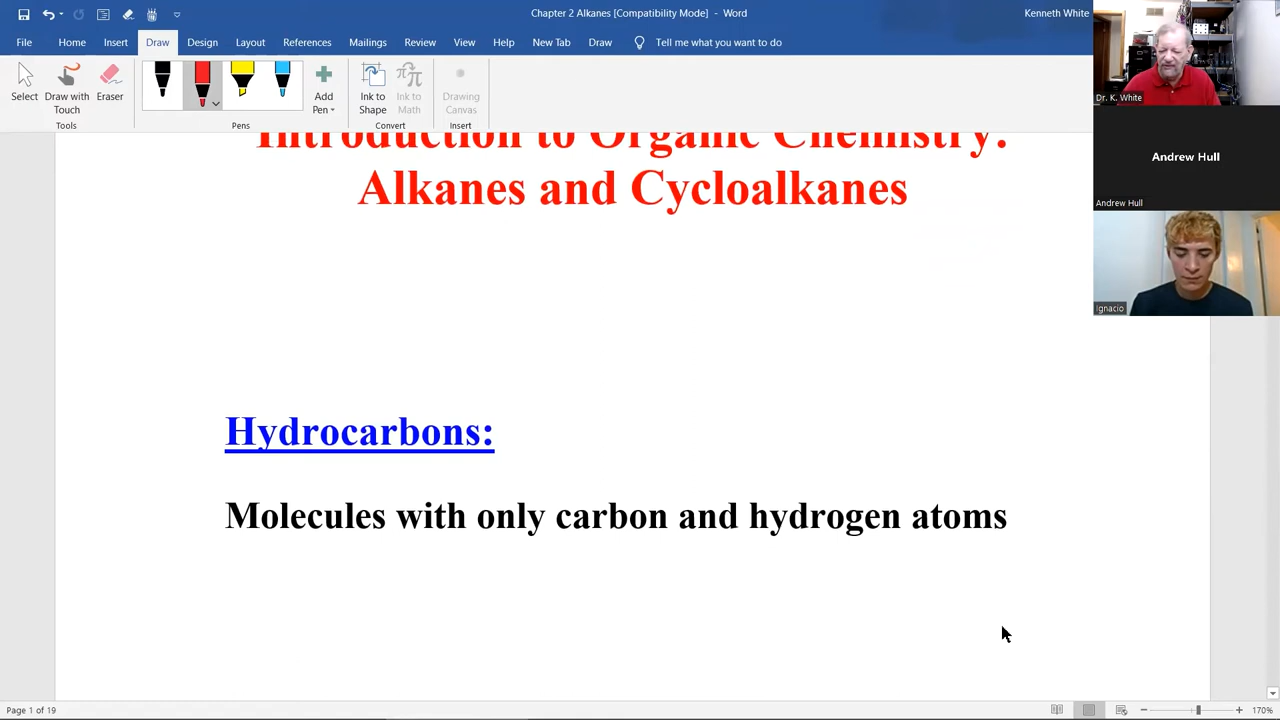 Chapter 2 Alkanes [Compatibility Mode] - Word
Kenneth White
File Home Insert Draw Design Layout References Mailings Review View Help New Tab Draw Tell me what you want to do
Select
Draw with Touch
Eraser
Add Pen
Ink to Shape
Ink to Math
Drawing Canvas
Tools
Pens
Convert
Insert
Dr. K. White
Andrew Hull
Andrew Hull
Ignacio
Introduction to Organic Chemistry:
Alkanes and Cycloalkanes
Hydrocarbons:
Molecules with only carbon and hydrogen atoms
Page 1 of 19
170%